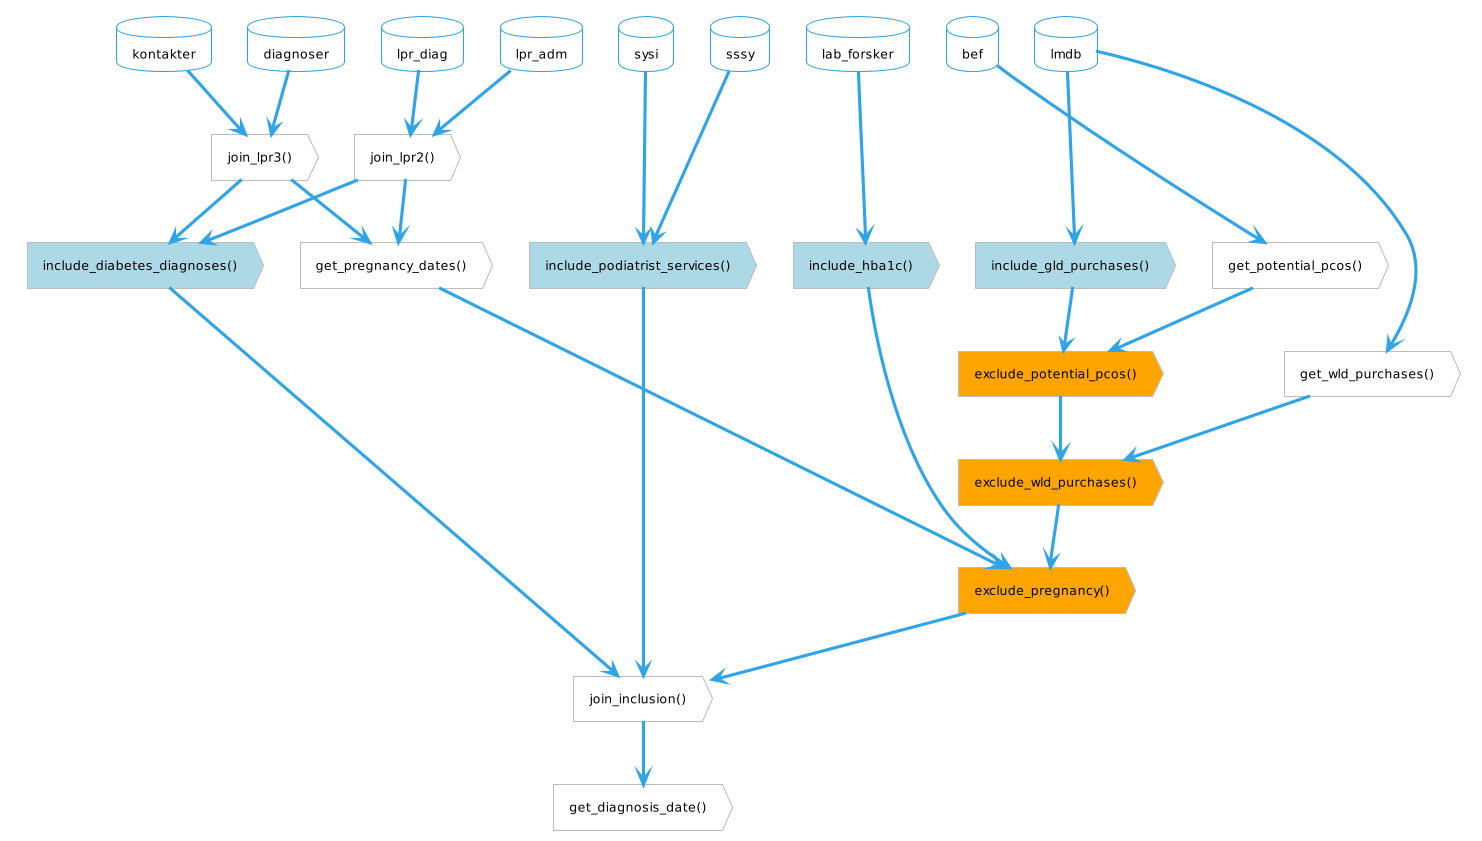 kontakter
diagnoser
lpr_diag
lpr_adm
sysi
sssy
lab_forsker
bef
lmdb
join_lpr3()
join_lpr2()
include_diabetes_diagnoses()
get_pregnancy_dates()
include_podiatrist_services()
include_hba1c()
include_gld_purchases()
get_potential_pcos()
exclude_potential_pcos()
get_wld_purchases()
exclude_wld_purchases()
exclude_pregnancy()
join_inclusion()
get_diagnosis_date()